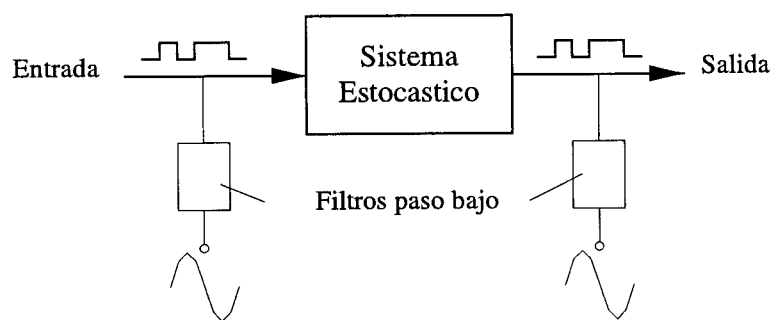 Entrada
Sistema
Estocastico
Salida
Filtros paso bajo